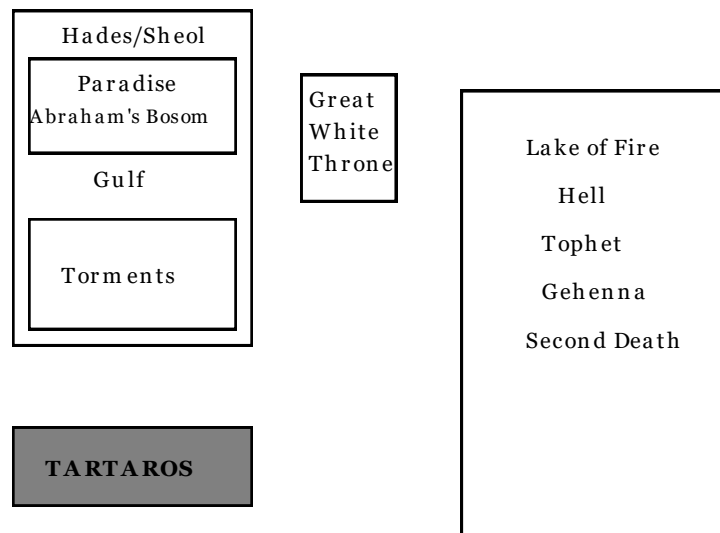 Hades/Sheol
Paradise
Abraham's Bosom
Gulf
Torments
TARTAROS
Great
White
Throne
Lake of Fire
Hell
Tophet
Gehenna
Second Death